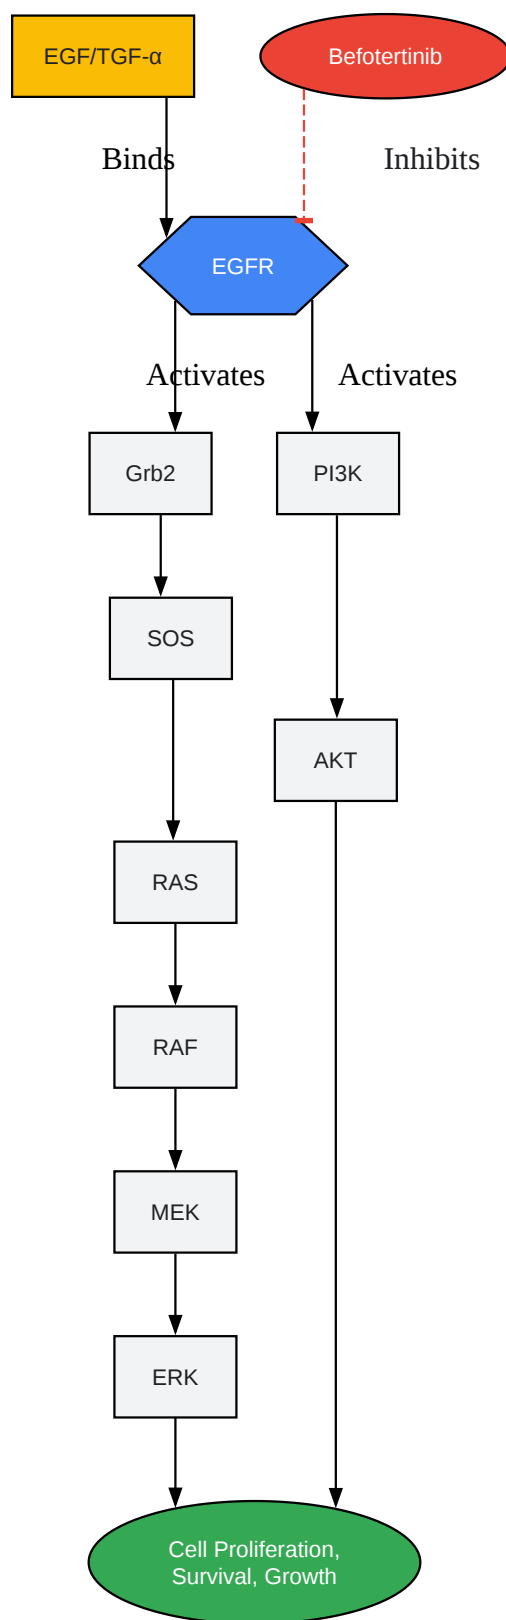 EGF/TGF-α
Befotertinib
Binds
Inhibits
EGFR
Activates
Activates
Grb2
PI3K
SOS
AKT
RAS
RAF
MEK
ERK
Cell Proliferation,
Survival, Growth